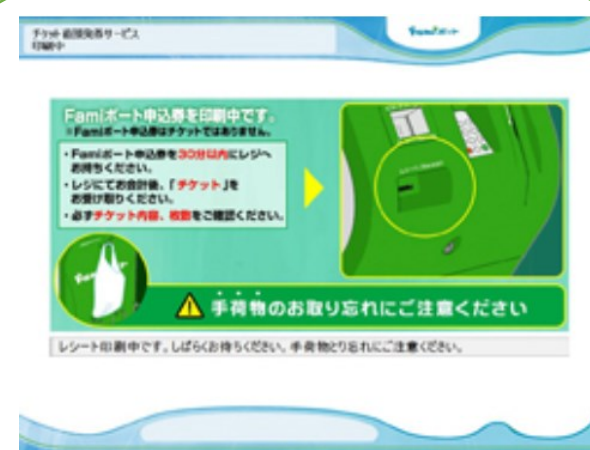 チケット直接発券サービス
印刷中
Famiポート
Famiポート申込券を印刷中です。
※Famiポート申込券はチケットではありません。
・Famiポート申込券を30分以内にレジへ
お持ちください。
・レジにてお会計後、「チケット」を
お受け取りください。
・必ずチケット内容、枚数をご確認ください。
手荷物のお取り忘れにご注意ください
レシート印刷中です。しばらくお待ちください。手荷物とり忘れにご注意ください。